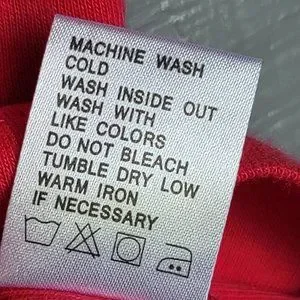 MACHINE WASH
COLD
WASH INSIDE OUT
WASH WITH
LIKE COLORS
DO NOT BLEACH
TUMBLE DRY LOW
WARM IRON
IF NECESSARY